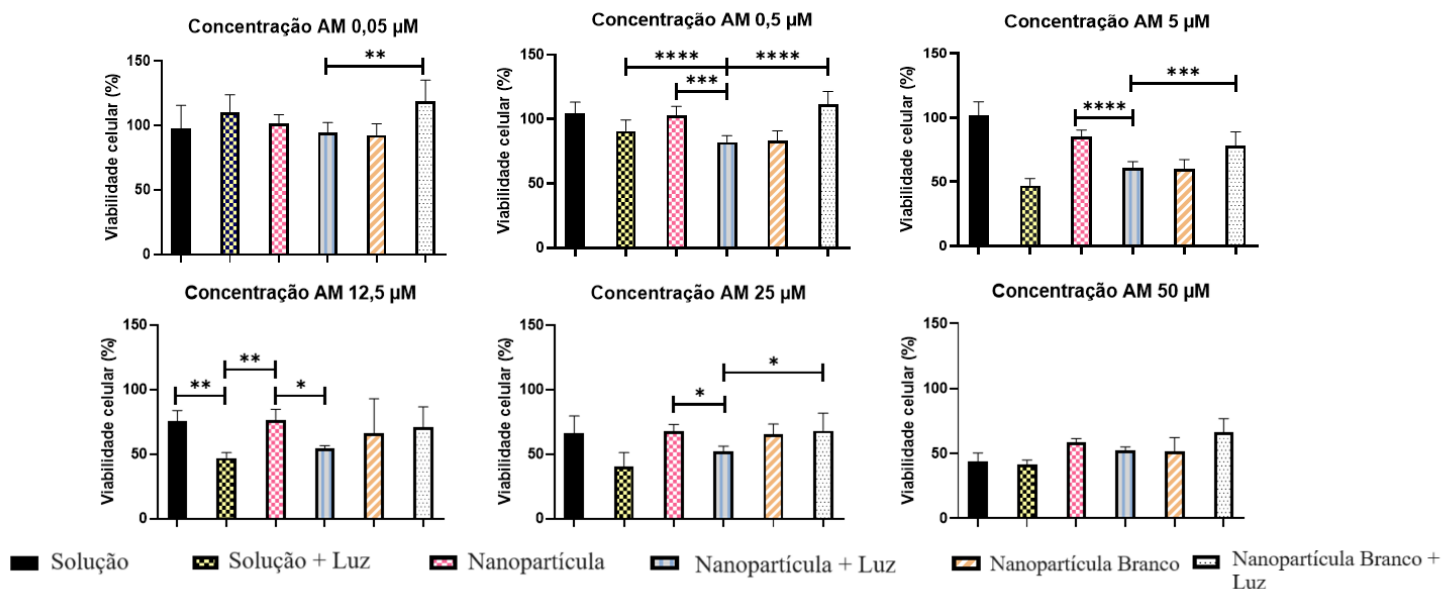 Concentração AM 0,05 µM
Viabilidade celular (%)
150
100
50
0
**
Concentração AM 0,5 µM
Viabilidade celular (%)
150
100
50
0
****
****
***
Concentração AM 5 µM
Viabilidade celular (%)
150
100
50
0
***
****
Concentração AM 12,5 µM
Viabilidade celular (%)
150
100
50
0
**
**
*
Concentração AM 25 µM
Viabilidade celular (%)
150
100
50
0
*
*
Concentração AM 50 µM
Viabilidade celular (%)
150
100
50
0
Solução
Solução + Luz
Nanopartícula
Nanopartícula + Luz
Nanopartícula Branco
Nanopartícula Branco +
Luz